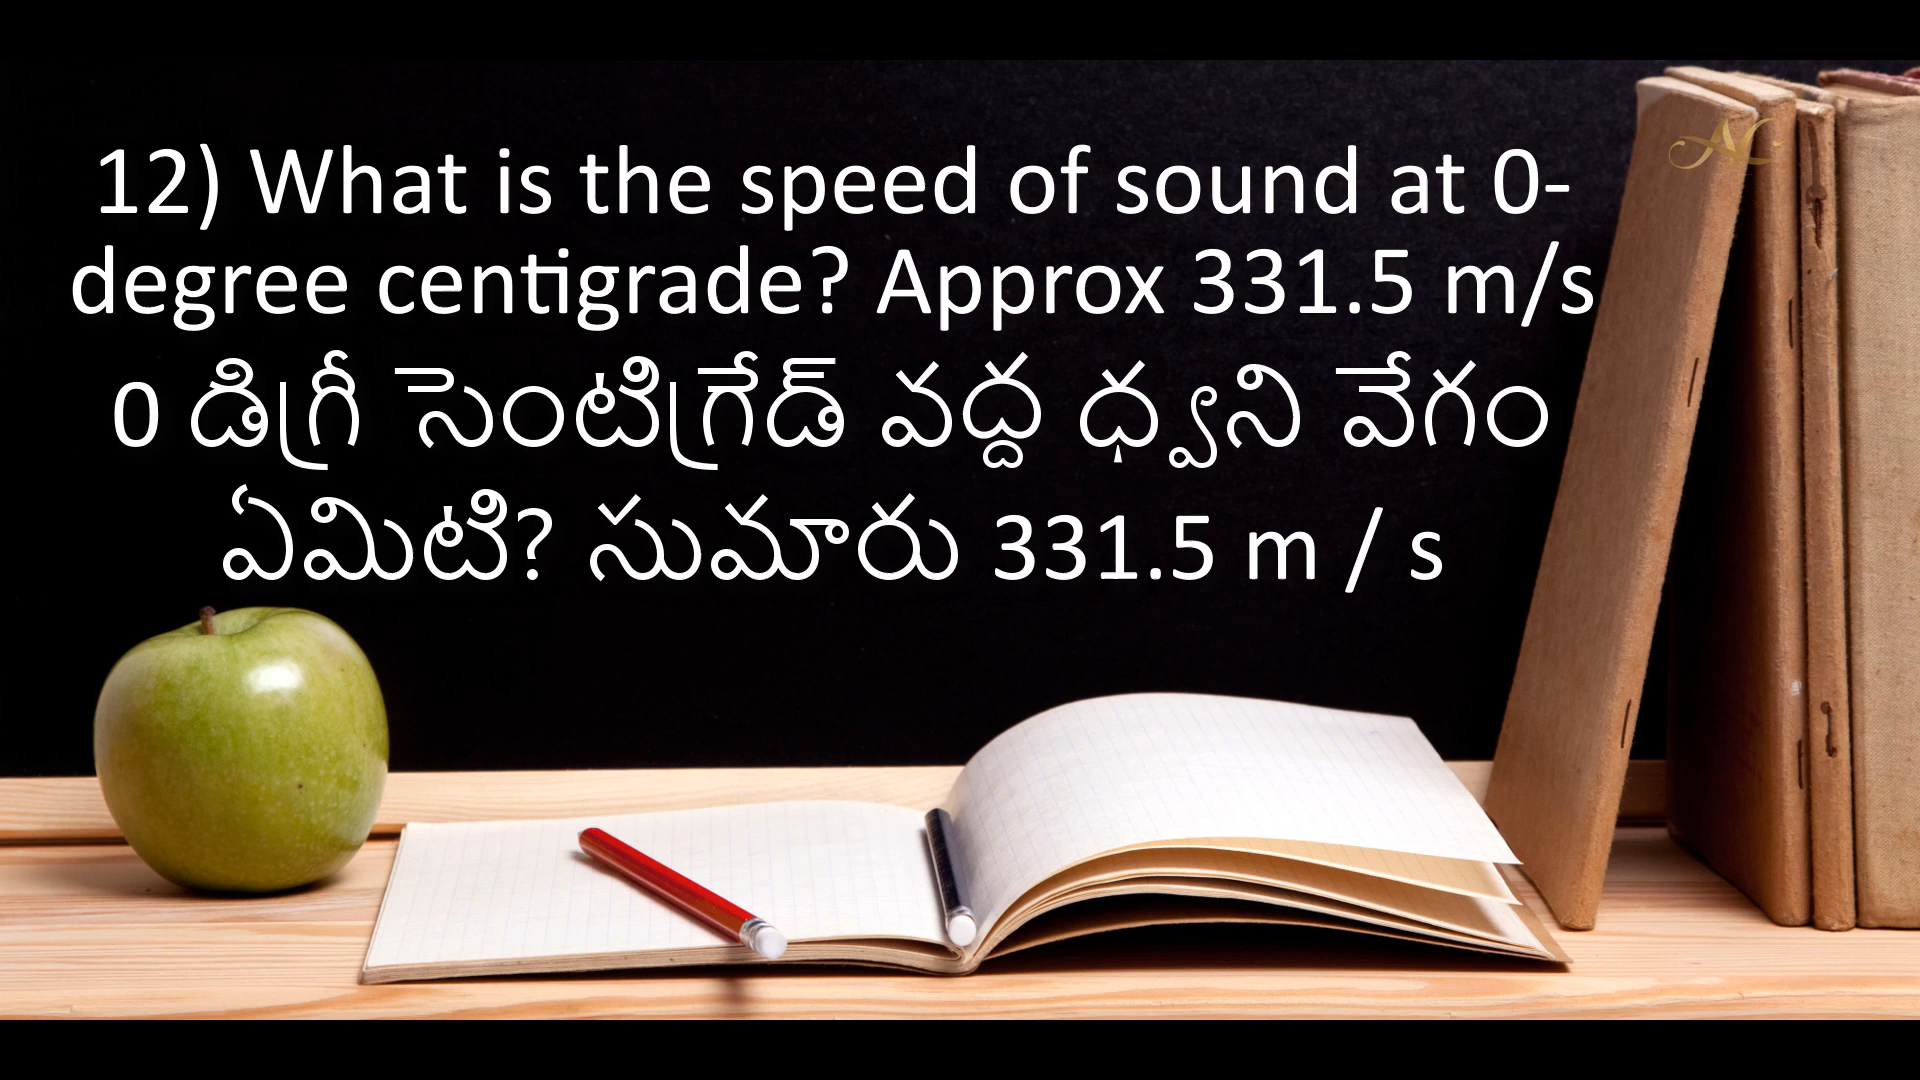 12) What is the speed of sound at 0-
degree centigrade? Approx 331.5 m/s
0 డిగ్రీ సెంటిగ్రేడ్ వద్ద ధ్వని వేగం
ఏమిటి? సుమారు 331.5 m / s
AC